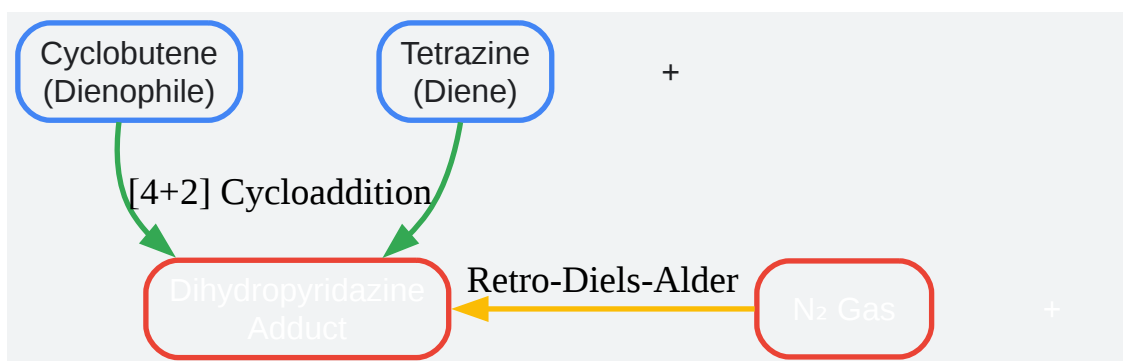 Cyclobutene
(Dienophile)
Tetrazine
(Diene)
+
[4+2] Cycloaddition
Dihydropyridazine
Adduct
Retro-Diels-Alder
N₂ Gas
+